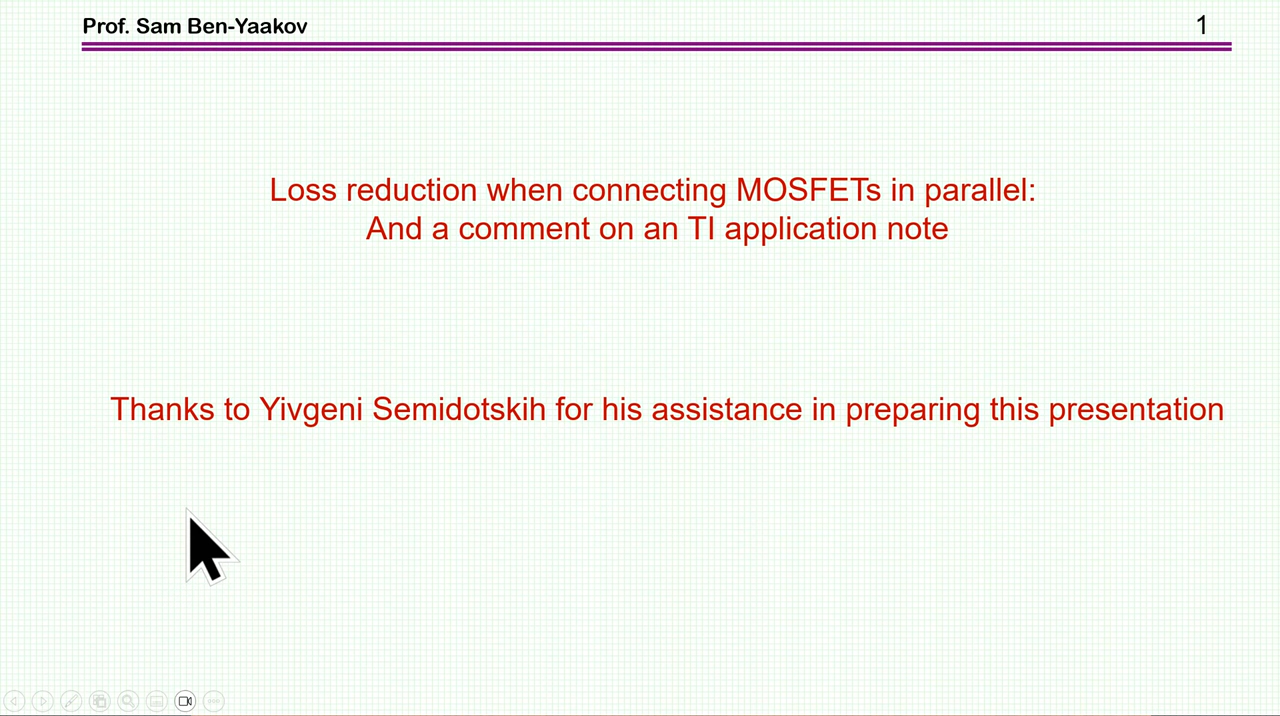 Prof. Sam Ben-Yaakov
1
Loss reduction when connecting MOSFETs in parallel:
And a comment on an TI application note
Thanks to Yivgeni Semidotskih for his assistance in preparing this presentation